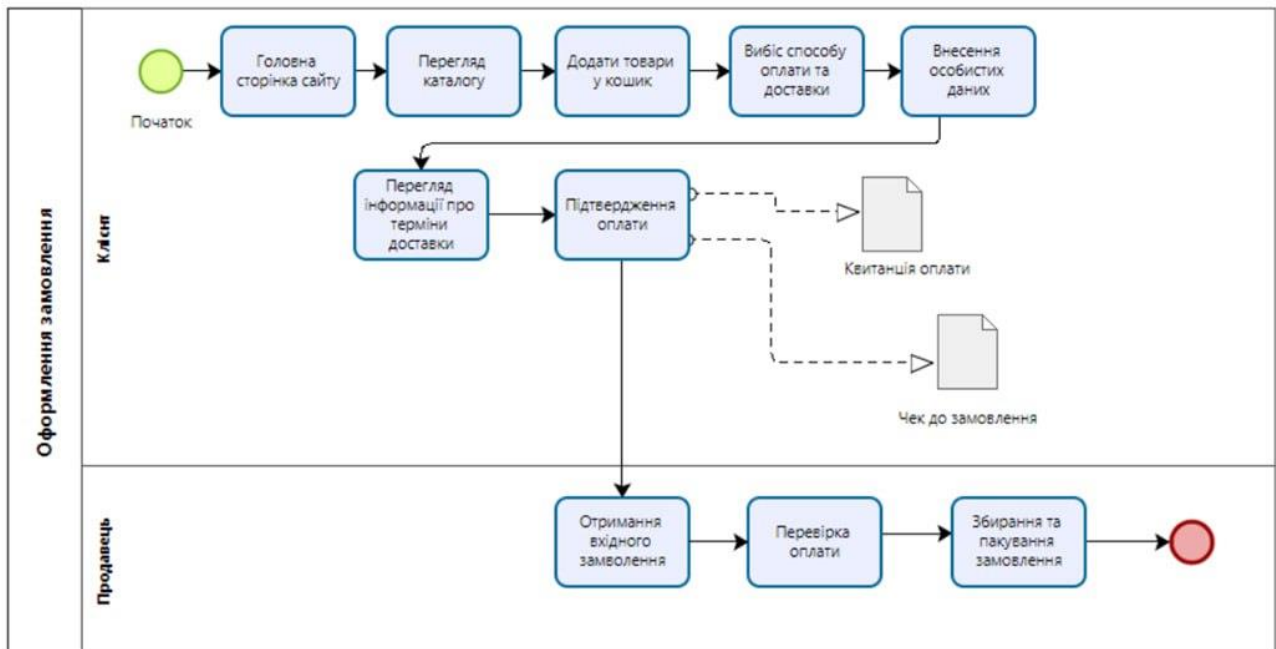 Оформлення замовлення
Клієнт
Початок
Головна
сторінка сайту
Перегляд
каталогу
Додати товари
у кошик
Вибіс способу
оплати та
доставки
Внесення
особистих
даних
Перегляд
інформації про
терміни
доставки
Підтвердження
оплати
Квитанція оплати
Чек до замовлення
Продавець
Отримання
вхідного
замволення
Перевірка
оплати
Збирання та
пакування
замовлення